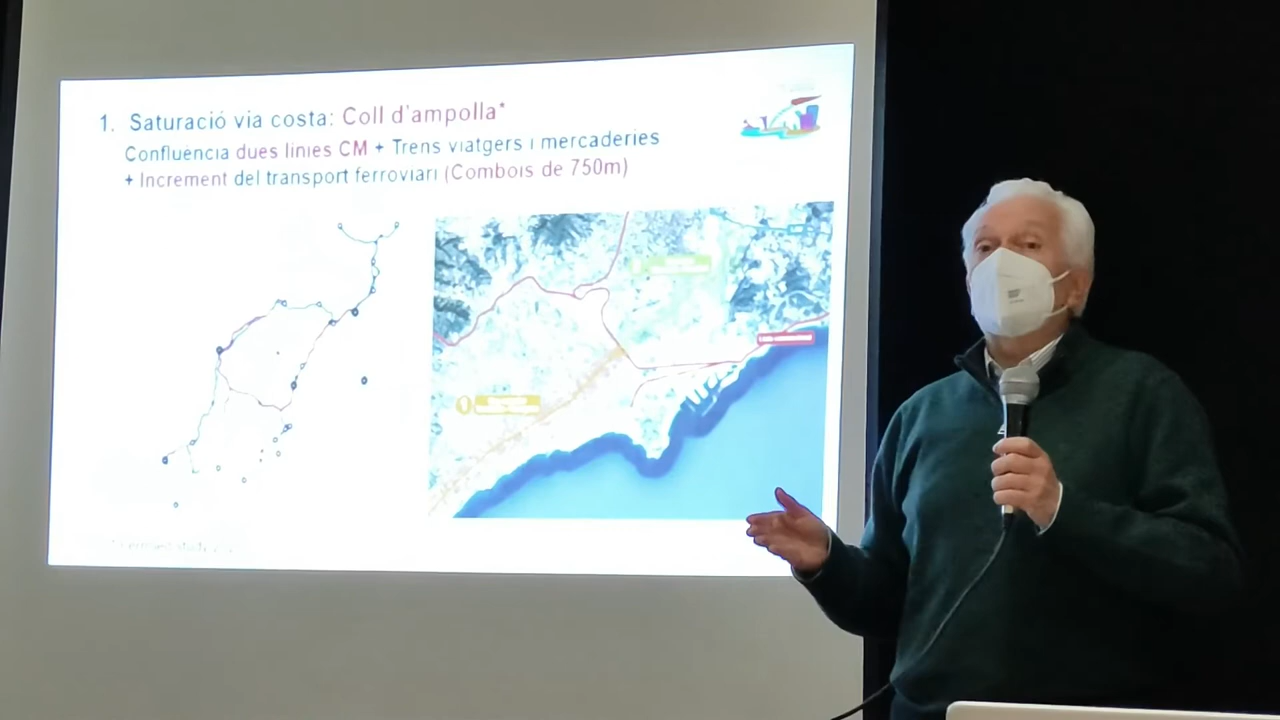 1. Saturació via costa: Coll d'ampolla*
Confluencia dues linies CM + Trens viatgers i mercaderies
+ Increment del transport ferroviari (Combois de 750m)